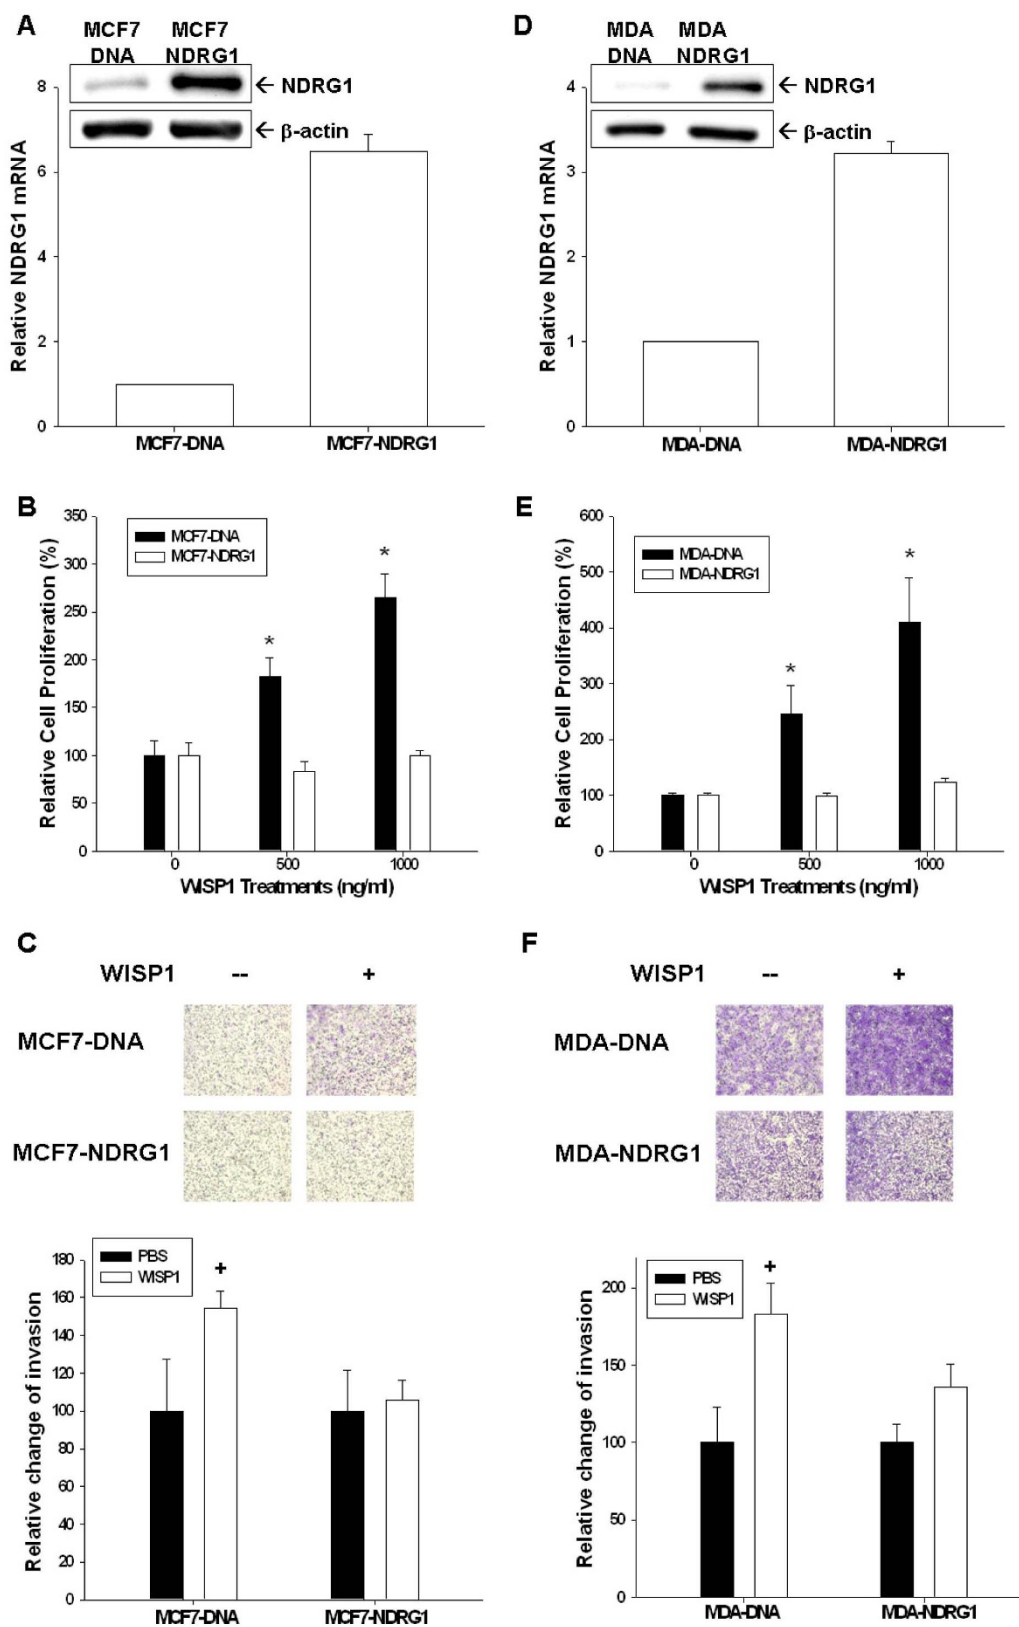 A
MCF7 MCF7
DNA NDRG1
← NDRG1
← β-actin
Relative NDRG1 mRNA
8
6
4
2
0
MCF7-DNA MCF7-NDRG1
D
MDA MDA
DNA NDRG1
← NDRG1
← β-actin
Relative NDRG1 mRNA
4
3
2
1
0
MDA-DNA MDA-NDRG1
B
Relative Cell Proliferation (%)
350
300
250
200
150
100
50
0
MCF7-DNA
MCF7-NDRG1
*
*
0 500 1000
WISP1 Treatments (ng/ml)
E
Relative Cell Proliferation (%)
600
500
400
300
200
100
0
MDA-DNA
MDA-NDRG1
*
*
0 500 1000
WISP1 Treatments (ng/ml)
C
WISP1 -- +
MCF7-DNA
MCF7-NDRG1
Relative change of invasion
180
160
140
120
100
80
60
40
20
0
PBS
WISP1
+
MCF7-DNA MCF7-NDRG1
F
WISP1 -- +
MDA-DNA
MDA-NDRG1
Relative change of invasion
200
150
100
50
0
PBS
WISP1
+
MDA-DNA MDA-NDRG1